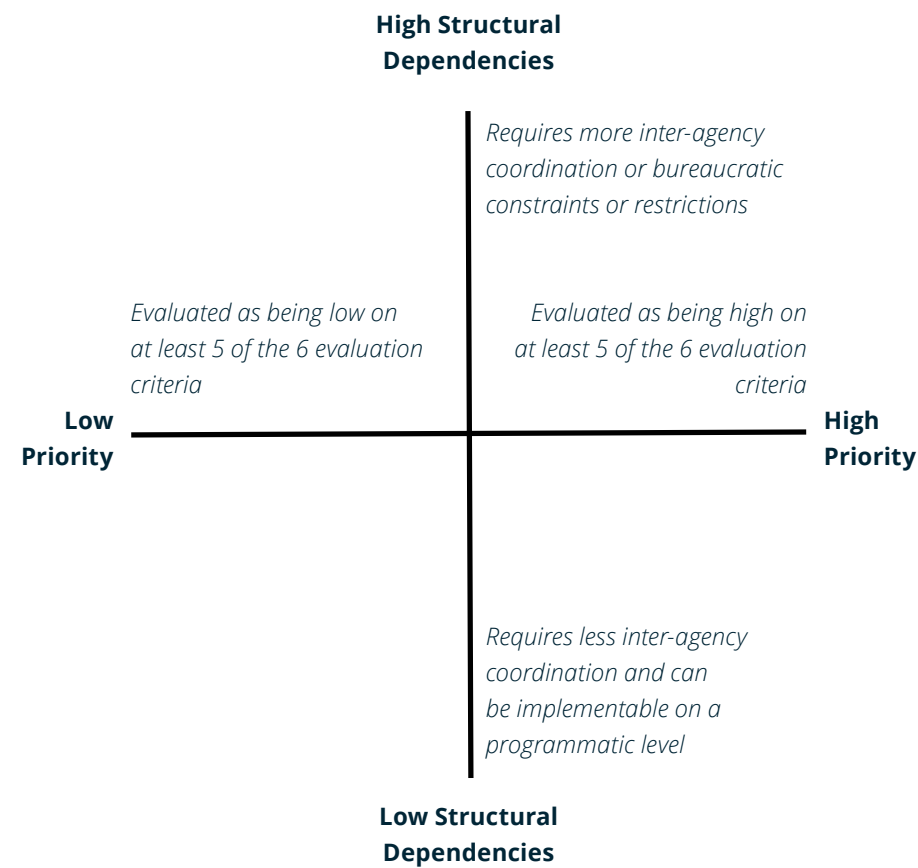 High Structural
Dependencies
Requires more inter-agency
coordination or bureaucratic
constraints or restrictions
Evaluated as being low on
at least 5 of the 6 evaluation
criteria
Evaluated as being high on
at least 5 of the 6 evaluation
criteria
Low
Priority
High
Priority
Requires less inter-agency
coordination and can
be implementable on a
programmatic level
Low Structural
Dependencies